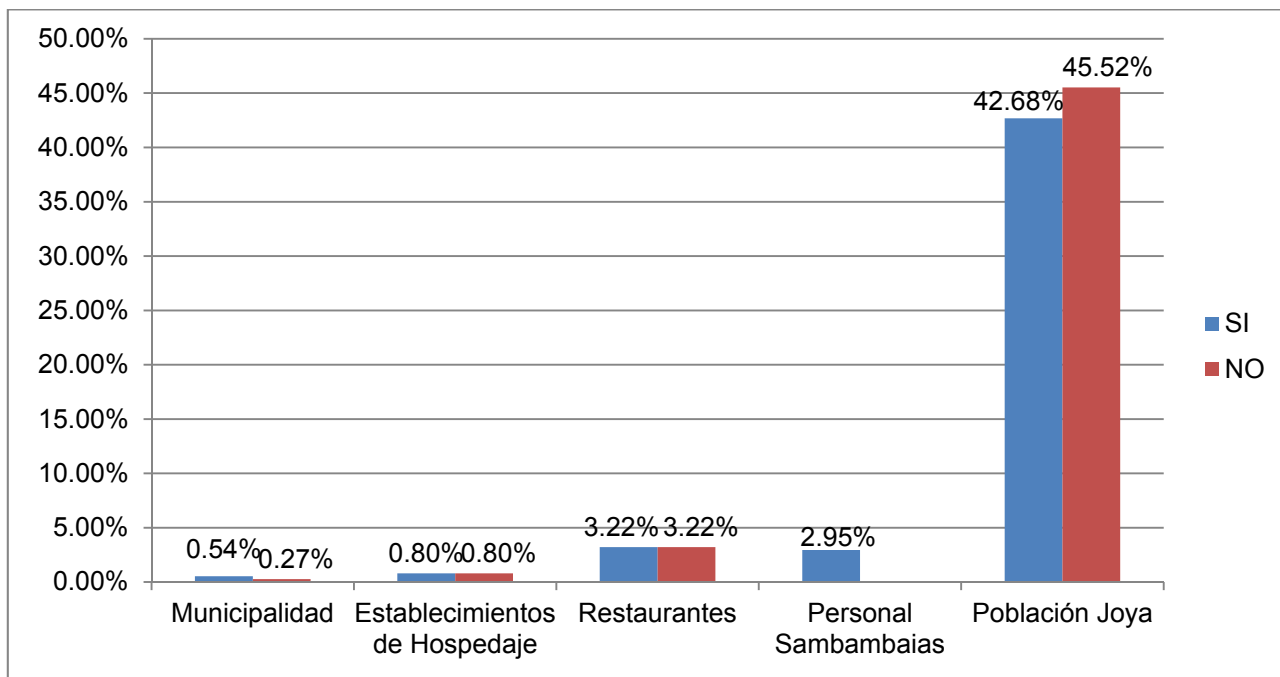 50.00%
45.00%
40.00%
35.00%
30.00%
25.00%
20.00%
15.00%
10.00%
5.00%
0.00%
0.54%
0.27%
0.80%
0.80%
3.22%
3.22%
2.95%
42.68%
45.52%
Municipalidad
Establecimientos
de Hospedaje
Restaurantes
Personal
Sambambaias
Población Joya
SI
NO